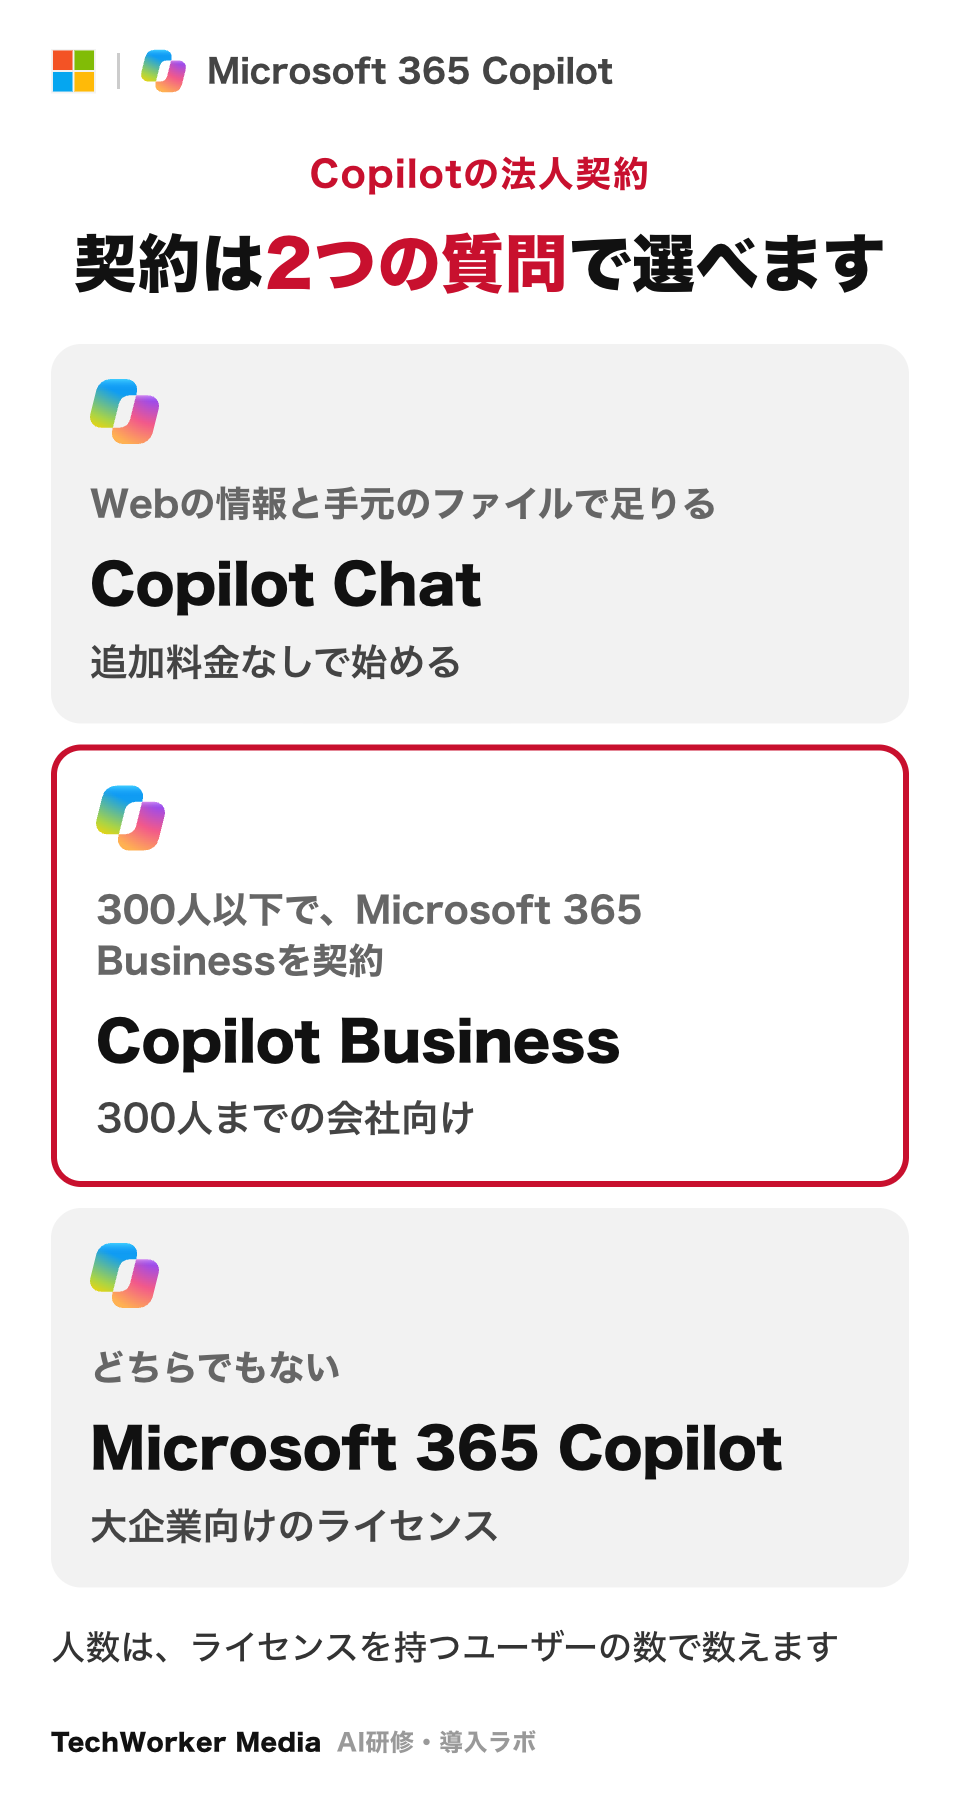 Microsoft 365 Copilot
Copilotの法人契約
契約は2つの質問で選べます
Webの情報と手元のファイルで足りる
Copilot Chat
追加料金なしで始める
300人以下で、Microsoft 365
Businessを契約
Copilot Business
300人までの会社向け
どちらでもない
Microsoft 365 Copilot
大企業向けのライセンス
人数は、ライセンスを持つユーザーの数で数えます
TechWorker Media AI研修・導入ラボ